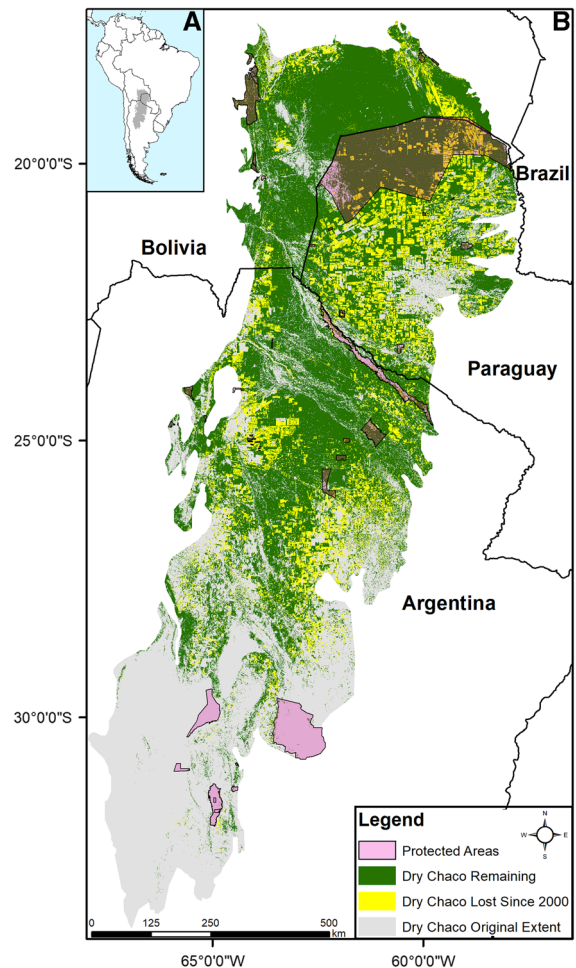 A
B
20°0'0"S
Brazil
Bolivia
Paraguay
25°0'0"S
Argentina
30°0'0"S
Legend
N
W
E
S
Protected Areas
Dry Chaco Remaining
Dry Chaco Lost Since 2000
Dry Chaco Original Extent
0 125 250 500
km
65°0'0"W 60°0'0"W